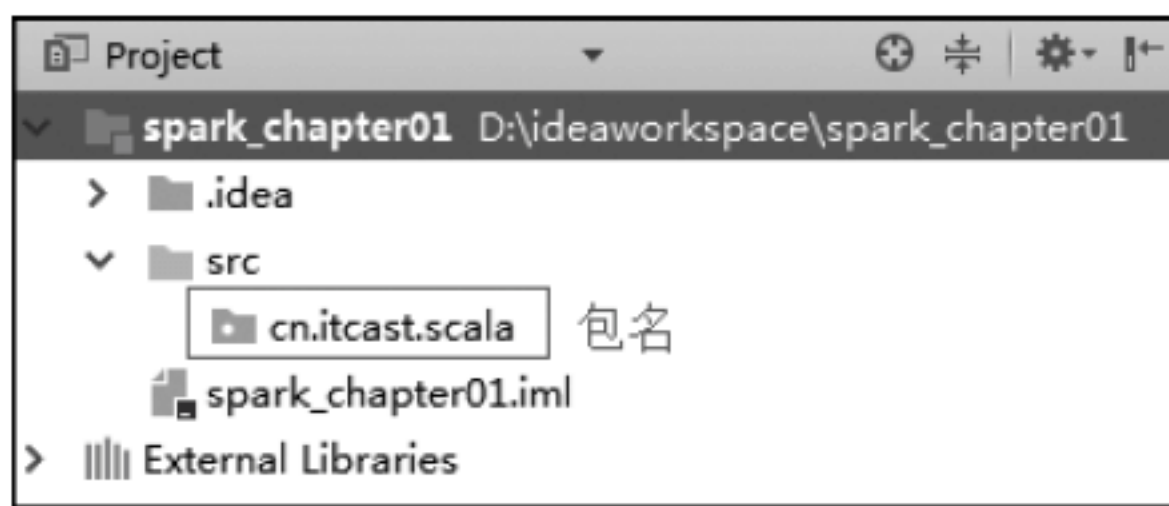 Project
spark_chapter01 D:\ideaworkspace\spark_chapter01
.idea
src
cn.itcast.scala 包名
spark_chapter01.iml
External Libraries